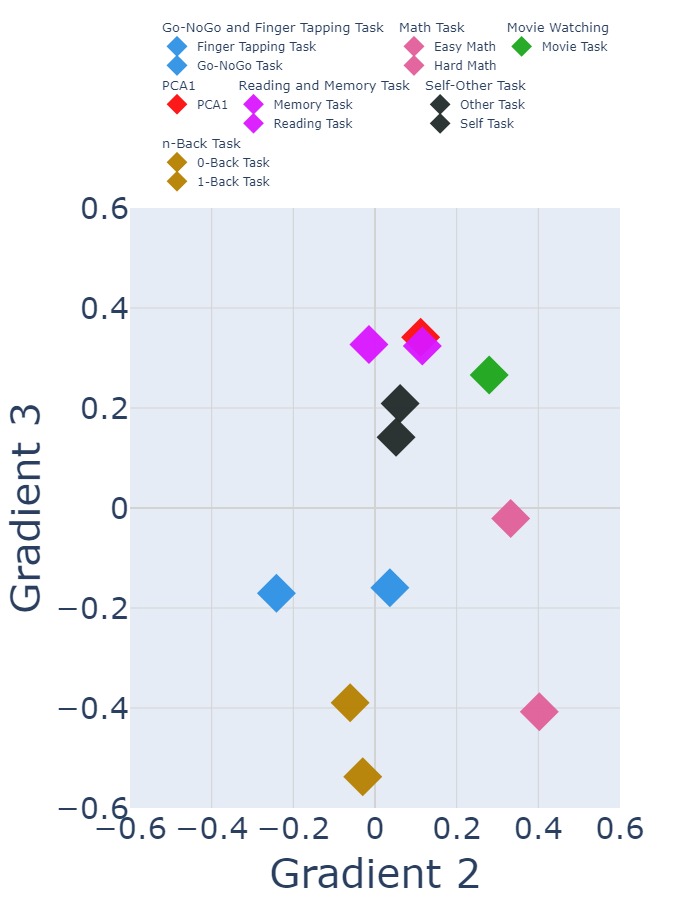 Go-NoGo and Finger Tapping Task Math Task Movie Watching
Finger Tapping Task Easy Math Movie Task
Go-NoGo Task Hard Math
PCA1 Reading and Memory Task Self-Other Task
PCA1 Memory Task Other Task
Reading Task Self Task
n-Back Task
0-Back Task
1-Back Task
0.6
0.4
0.2
0
−0.2
−0.4
−0.6
Gradient 3
−0.6 −0.4 −0.2 0 0.2 0.4 0.6
Gradient 2